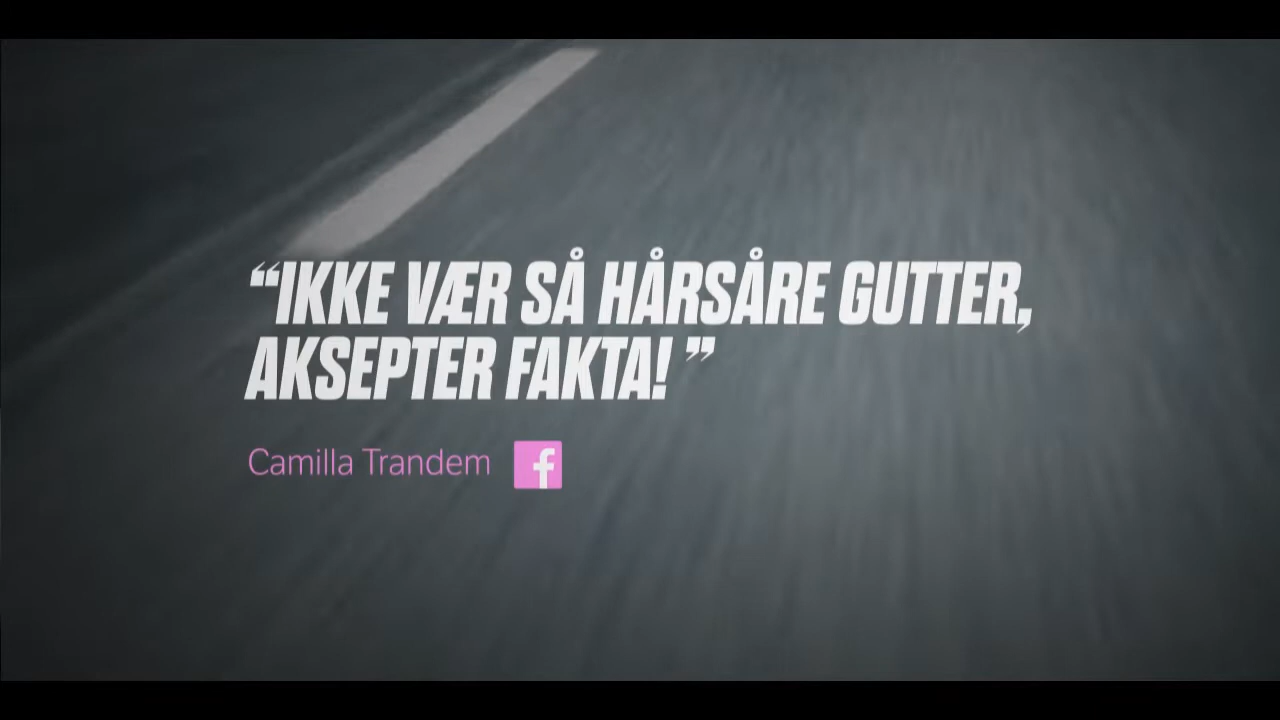 “IKKE VÆR SÅ HÅRSÅRE GUTTER,
AKSEPTER FAKTA!”
Camilla Trandem f